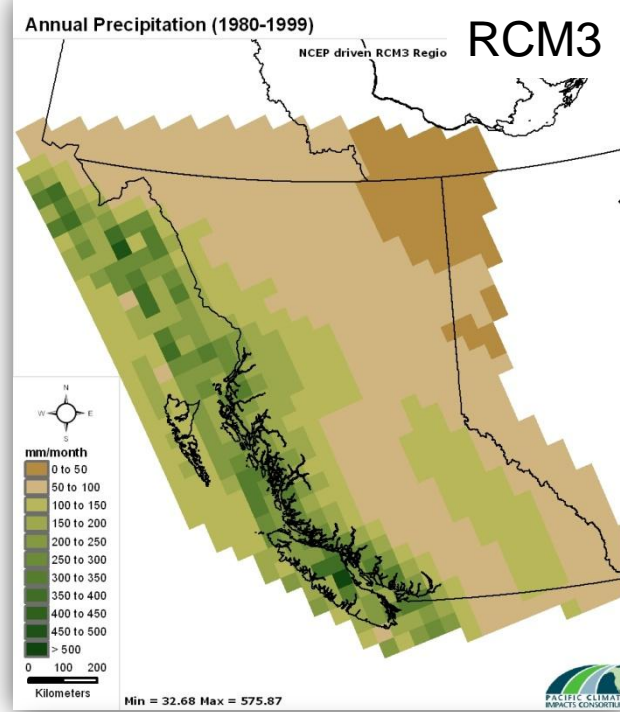 Annual Precipitation (1980-1999)
RCM3
NCEP driven RCM3 Regio
N
W E
S
mm/month
0 to 50
50 to 100
100 to 150
150 to 200
200 to 250
250 to 300
300 to 350
350 to 400
400 to 450
450 to 500
> 500
0 100 200
Kilometers
Min = 32.68 Max = 575.87
PACIFIC CLIMAT
IMPACTS CONSORTIU